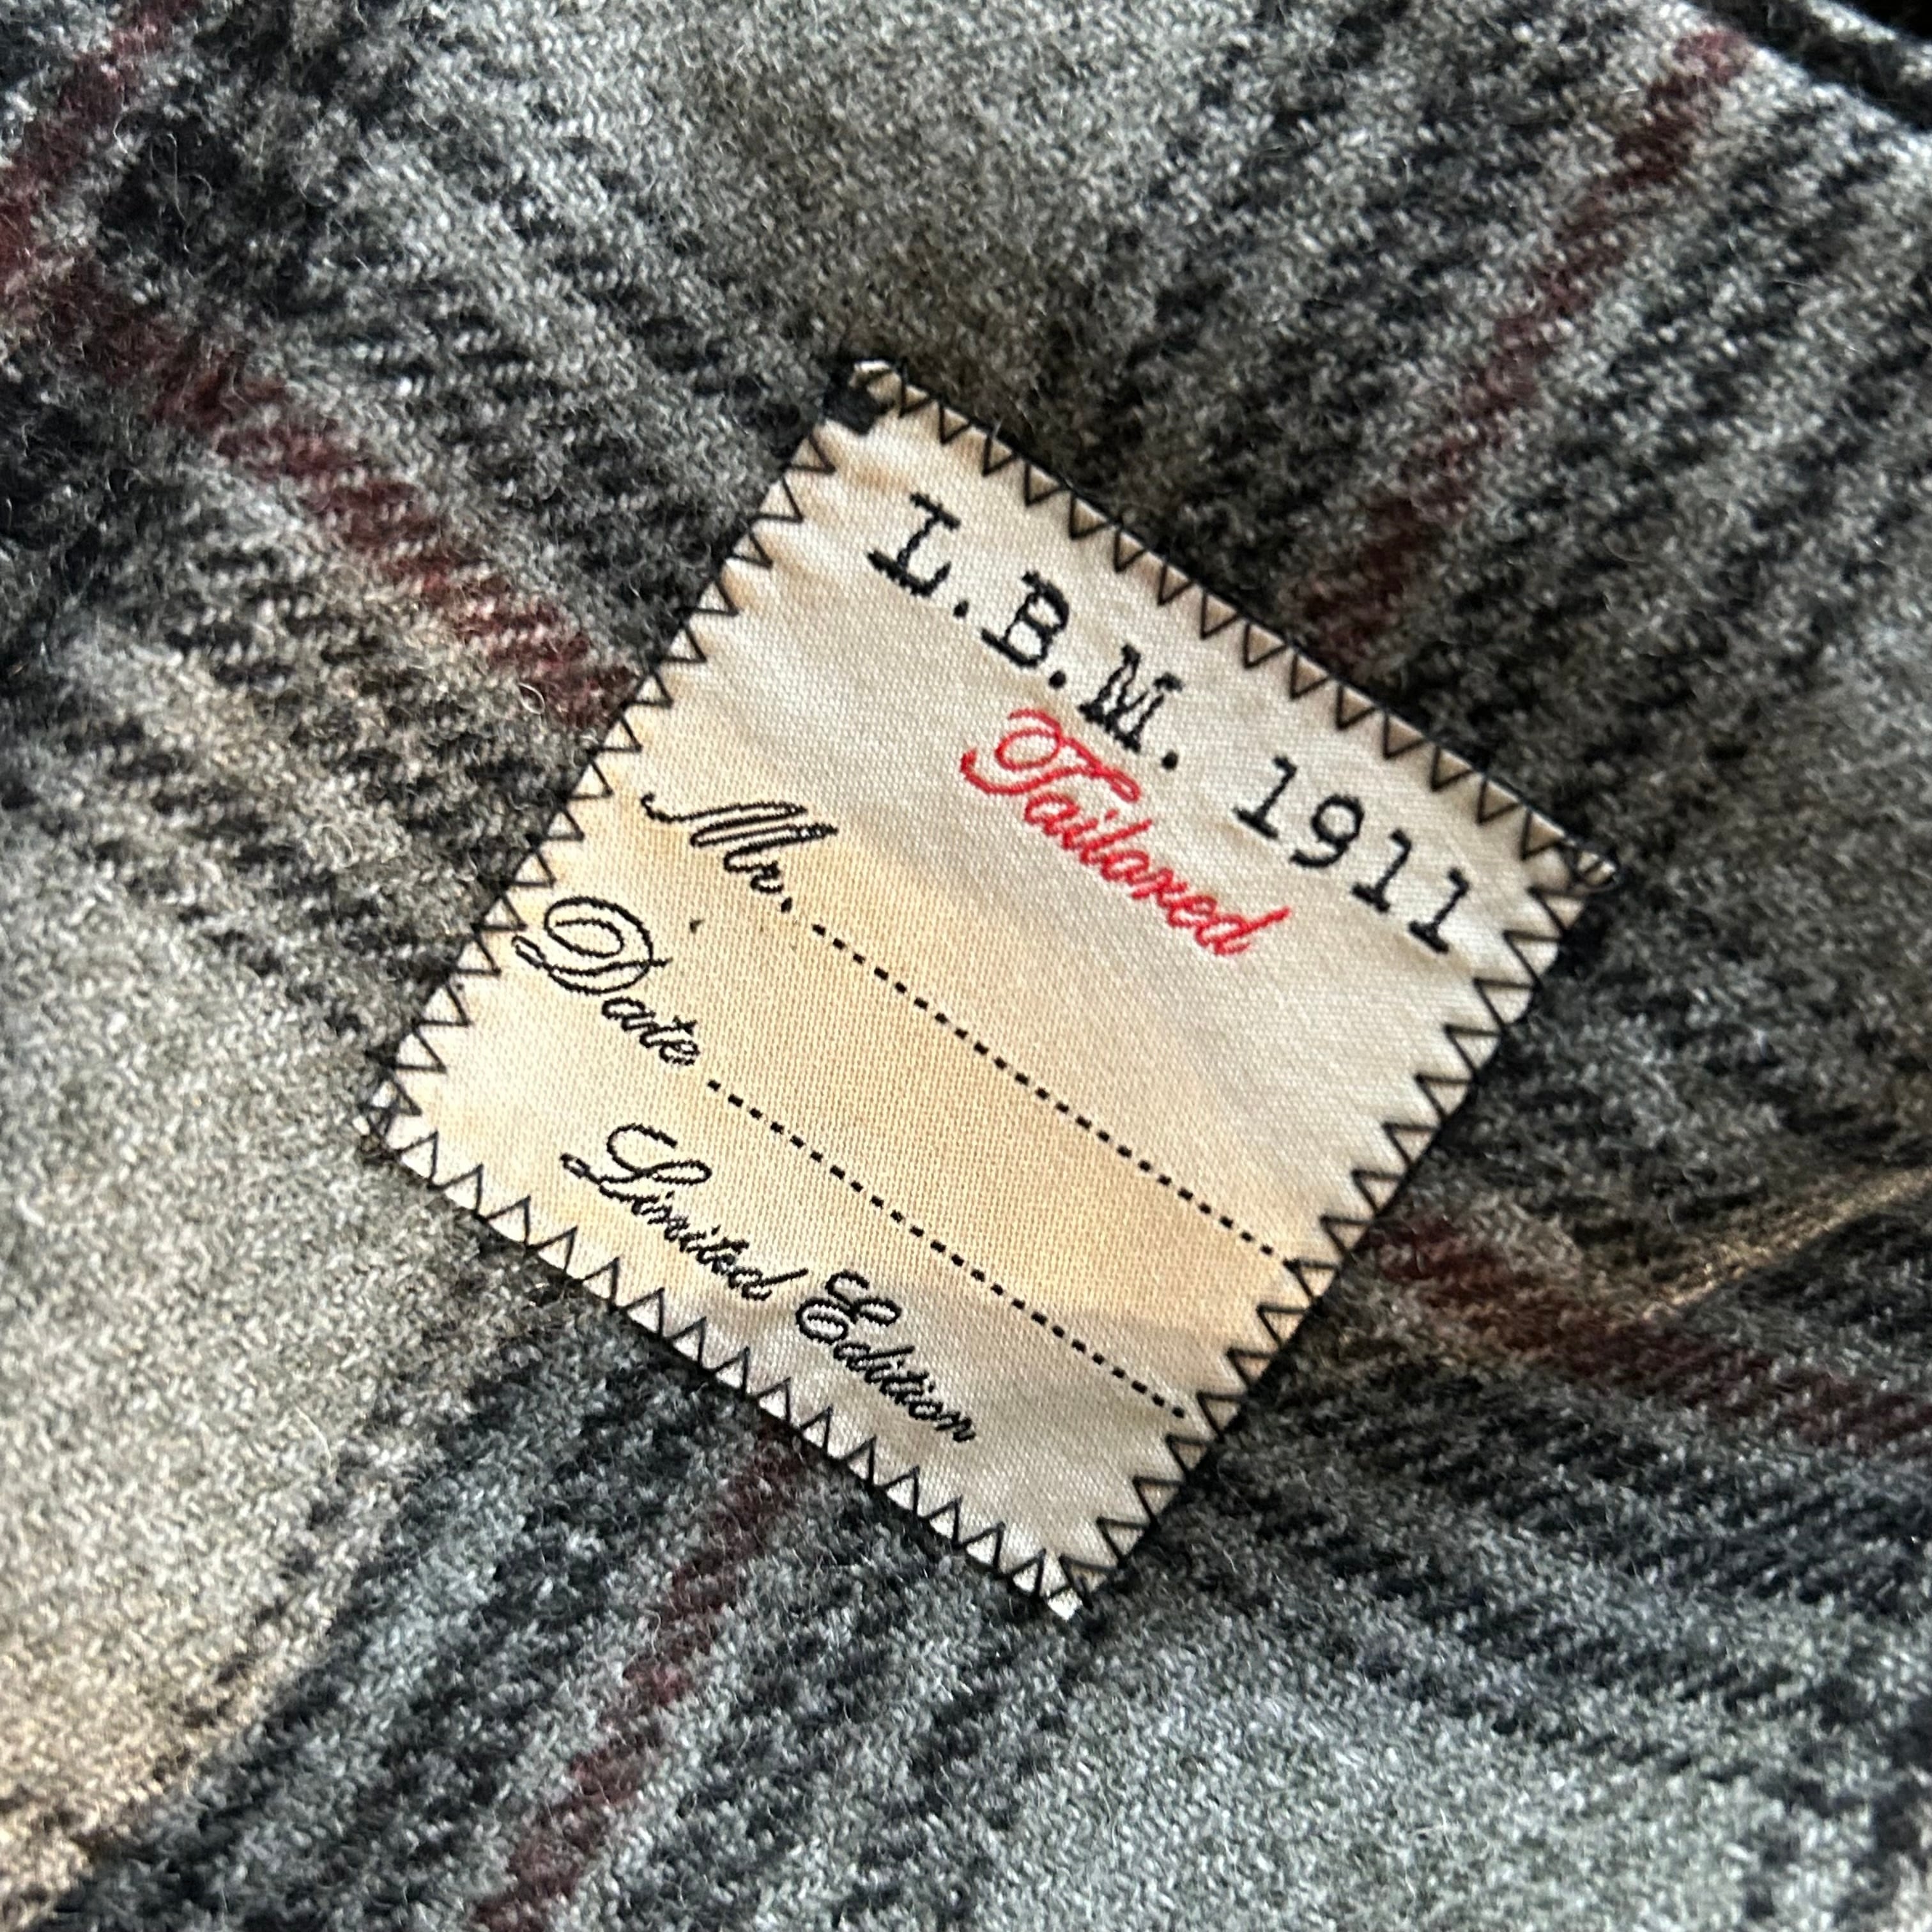 L.B.M. 1911
Tailored
Mr.
Date
Limited Edition